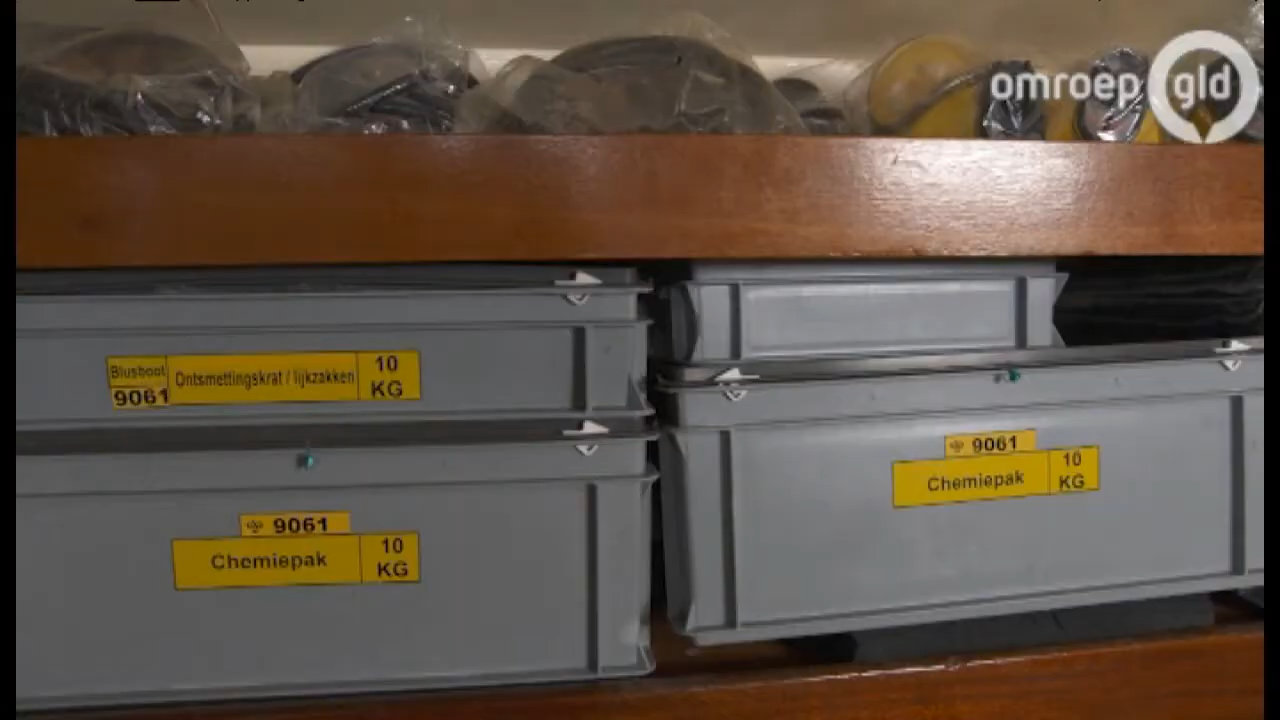 omroep gld
Blusboot
9061
Ontsmettingskrat / lijkzakken
10
KG
9061
Chemiepak
10
KG
9061
Chemiepak
10
KG